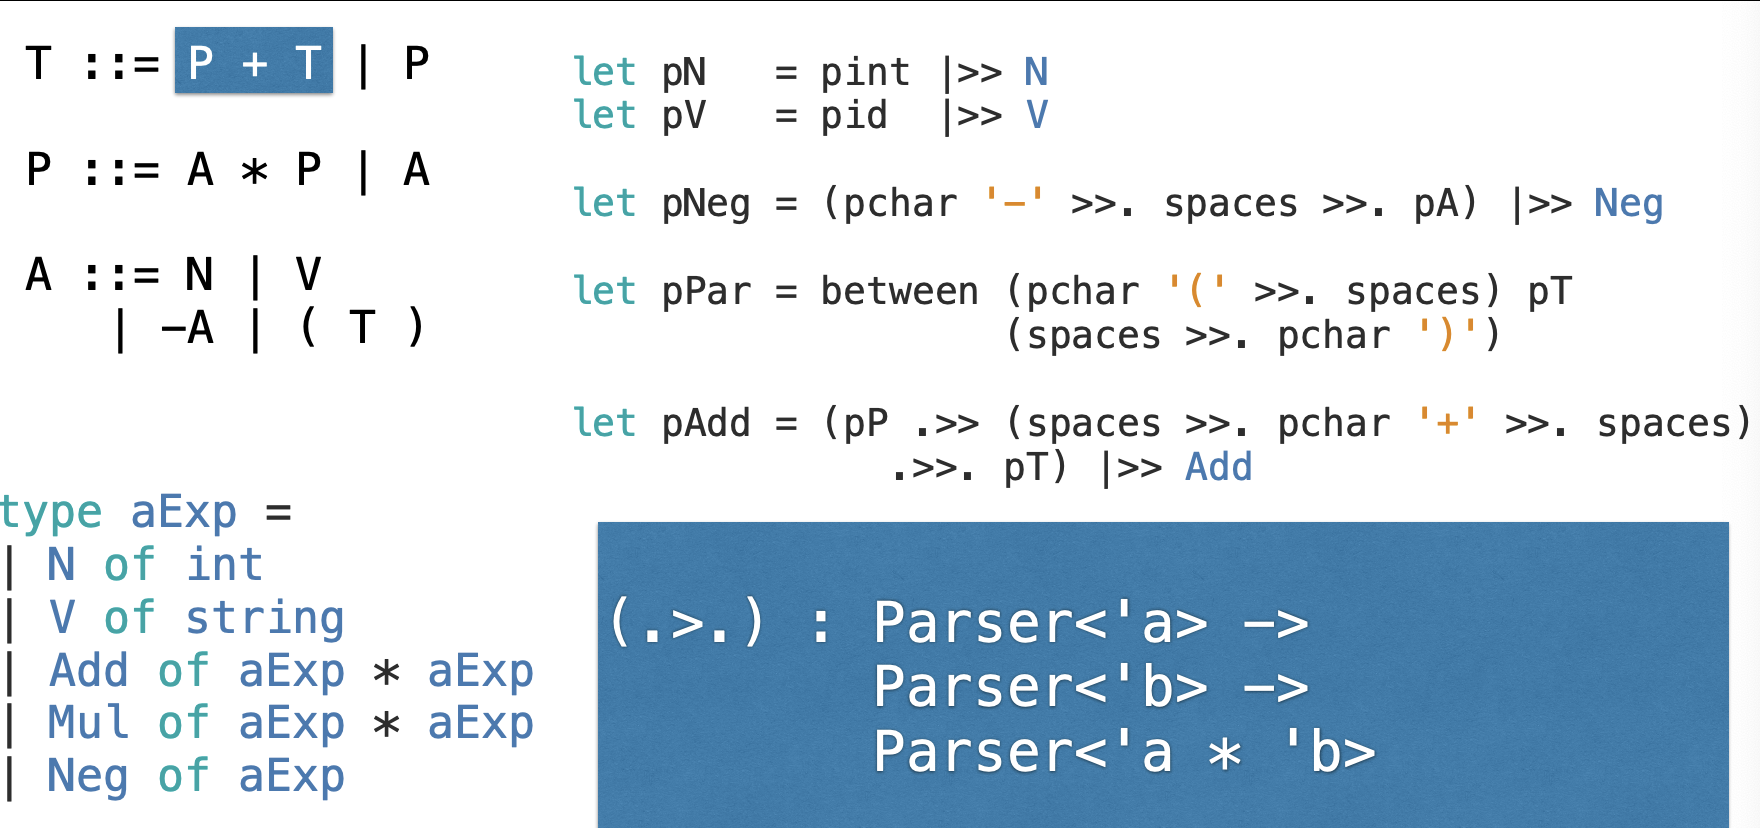 T ::= P + T | P
P ::= A * P | A
A ::= N | V
| -A | ( T )
type aExp =
| N of int
| V of string
| Add of aExp * aExp
| Mul of aExp * aExp
| Neg of aExp
let pN   = pint |>> N
let pV   = pid  |>> V
let pNeg = (pchar '-' >>. spaces >>. pA) |>> Neg
let pPar = between (pchar '(' >>. spaces) pT
(spaces >>. pchar ')')
let pAdd = (pP .>> (spaces >>. pchar '+' >>. spaces)
.>>. pT) |>> Add
(.>.) : Parser<'a> ->
Parser<'b> ->
Parser<'a * 'b>